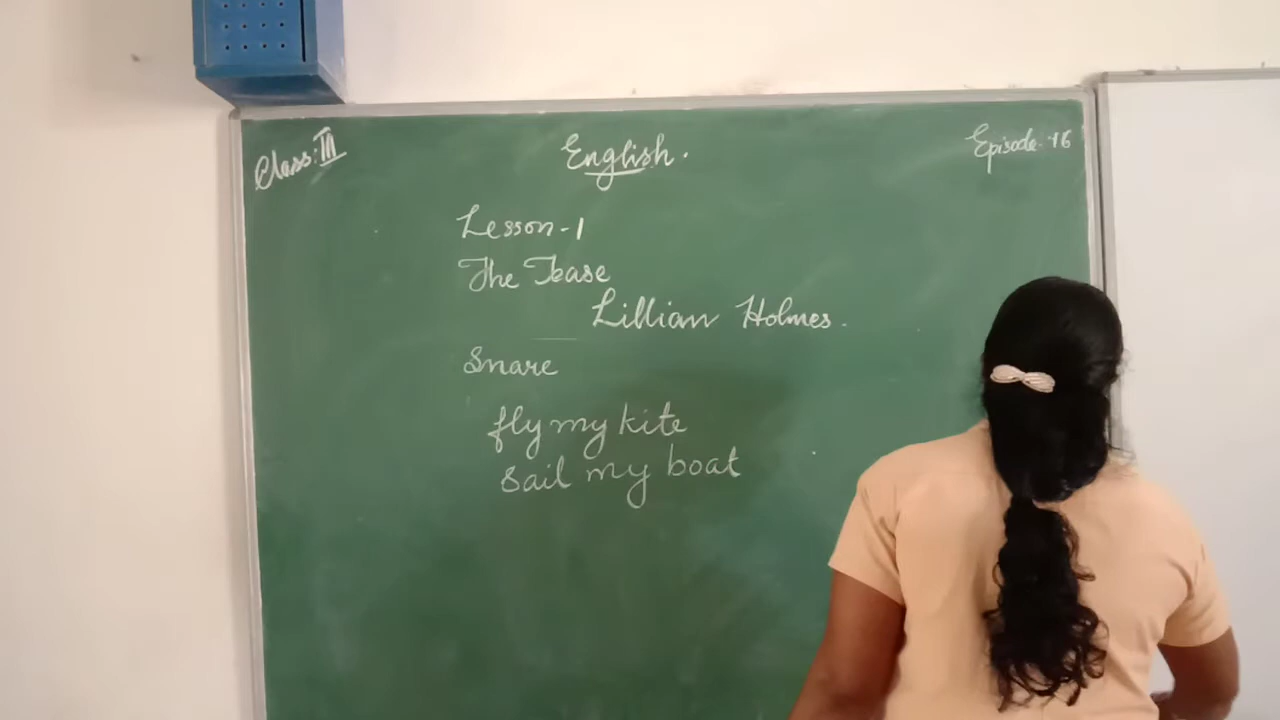 Class: III
English.
Episode-16
Lesson-1
The Tease
Lillian Holmes.
Snare
fly my kite
sail my boat